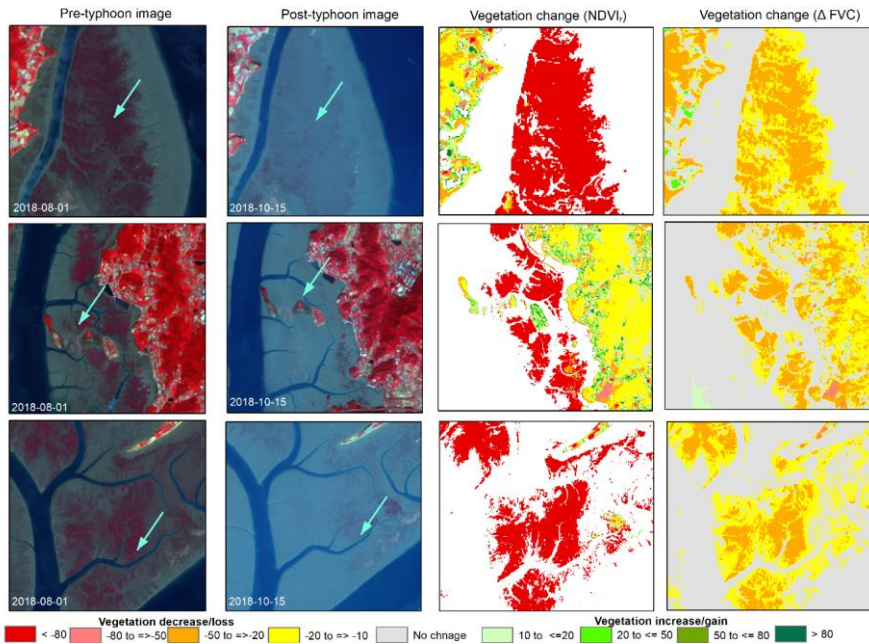 Pre-typhoon image
Post-typhoon image
Vegetation change (NDVIr)
Vegetation change (Δ FVC)
2018-08-01
2018-10-15
2018-08-01
2018-10-15
2018-08-01
2018-10-15
Vegetation decrease/loss
Vegetation increase/gain
< -80
-80 to =>-50
-50 to =>-20
-20 to => -10
No chnage
10 to <=20
20 to <= 50
50 to <= 80
> 80